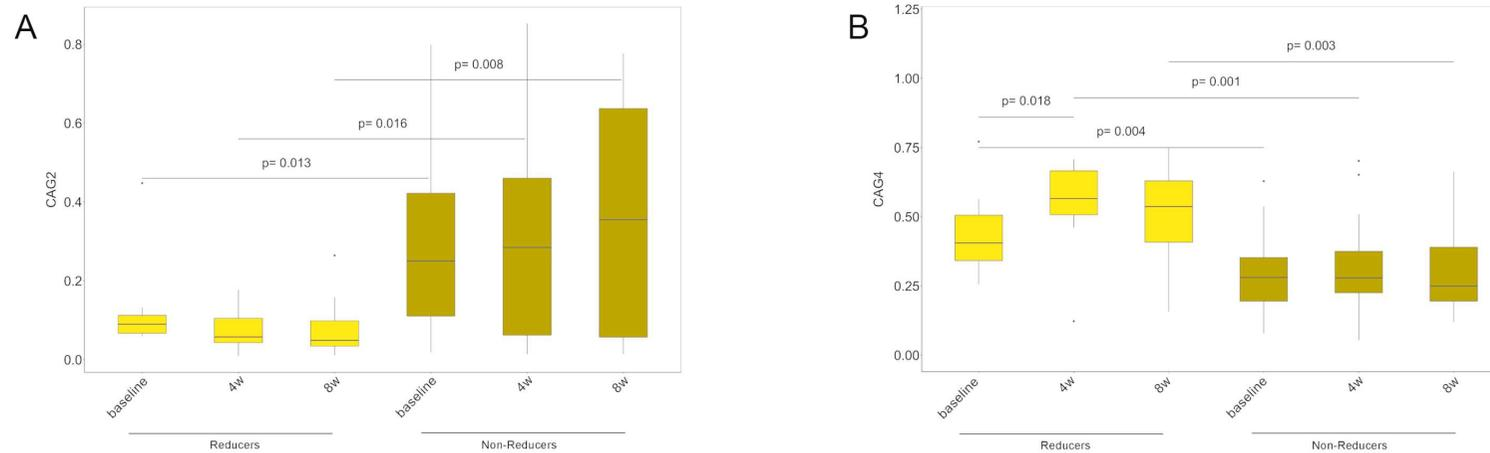 A
CAG2
0.8
0.6
0.4
0.2
0.0
p= 0.008
p= 0.016
p= 0.013
baseline
4w
8w
baseline
4w
8w
Reducers
Non-Reducers
B
CAG4
1.25
1.00
0.75
0.50
0.25
0.00
p= 0.003
p= 0.001
p= 0.018
p= 0.004
baseline
4w
8w
baseline
4w
8w
Reducers
Non-Reducers